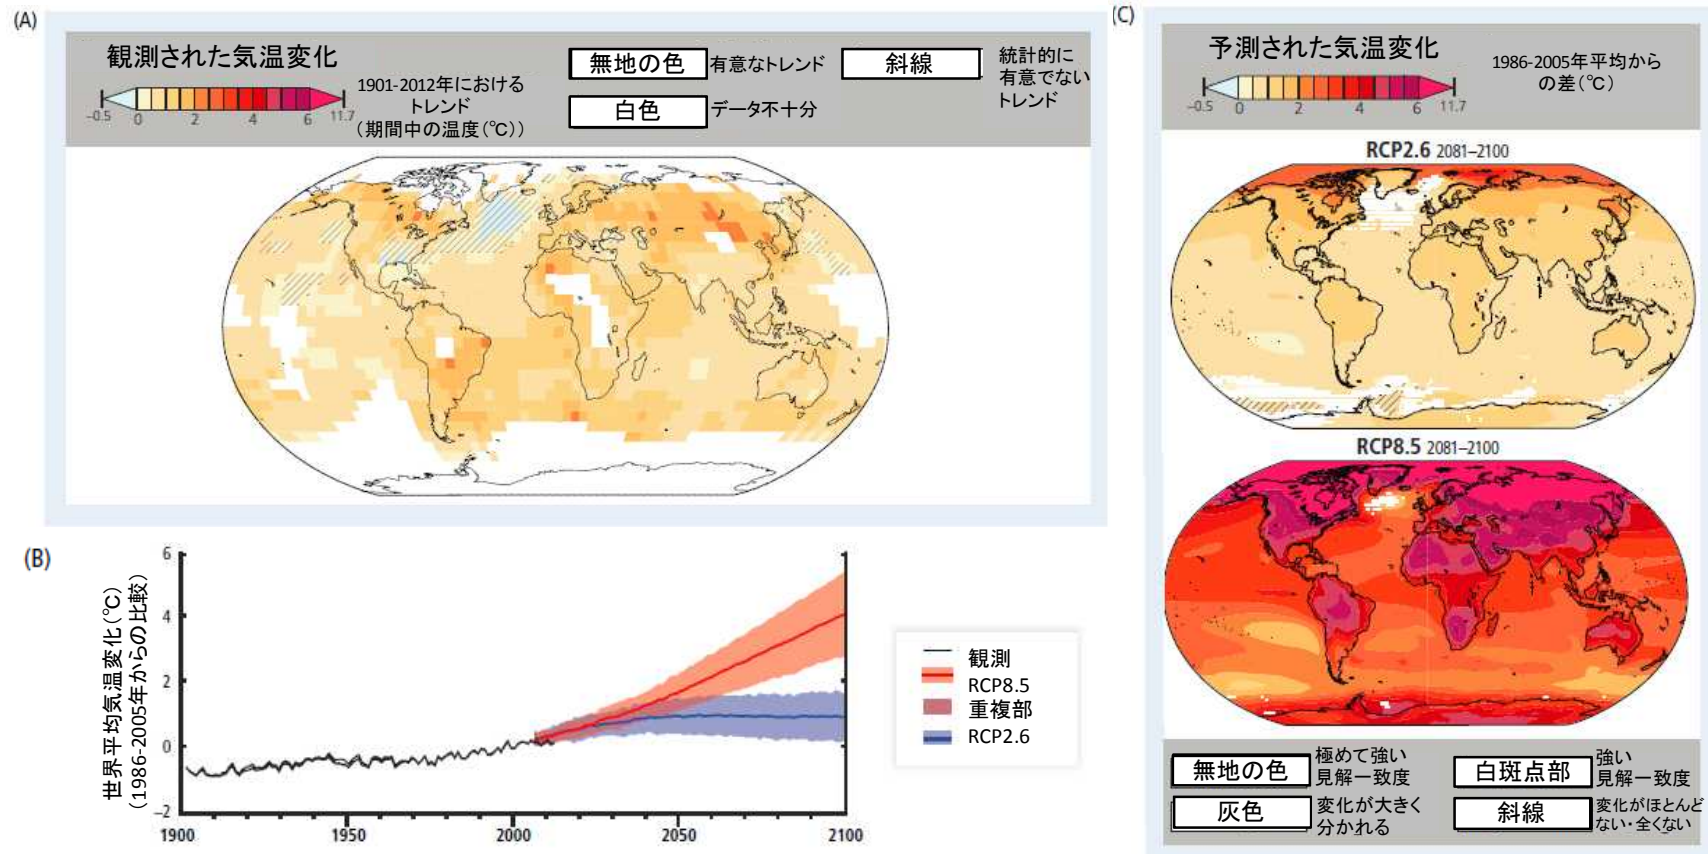 (A)
観測された気温変化
−0.5 0 2 4 6 11.7
1901-2012年における
トレンド
(期間中の温度(℃))
無地の色 有意なトレンド
白色 データ不十分
斜線 統計的に
有意でない
トレンド
(B)
世界平均気温変化(℃)
(1986-2005年からの比較)
6
4
2
0
−2
1900 1950 2000 2050 2100
観測
RCP8.5
重複部
RCP2.6
(C)
予測された気温変化
−0.5 0 2 4 6 11.7
1986-2005年平均から
の差(℃)
RCP2.6 2081–2100
RCP8.5 2081–2100
無地の色 極めて強い
見解一致度
白斑点部 強い
見解一致度
灰色 変化が大きく
分かれる
斜線 変化がほとんど
ない・全くない